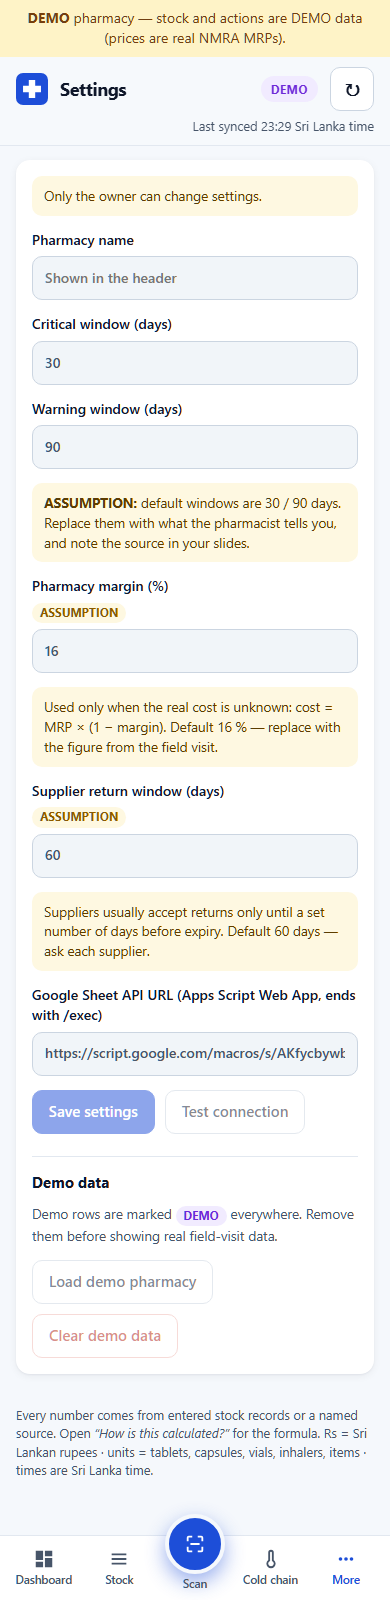 DEMO pharmacy — stock and actions are DEMO data
(prices are real NMRA MRPs).
Settings
DEMO
↻
Last synced 23:29 Sri Lanka time
Only the owner can change settings.
Pharmacy name
Shown in the header
Critical window (days)
30
Warning window (days)
90
ASSUMPTION: default windows are 30 / 90 days.
Replace them with what the pharmacist tells you,
and note the source in your slides.
Pharmacy margin (%)
ASSUMPTION
16
Used only when the real cost is unknown: cost =
MRP × (1 − margin). Default 16 % — replace with
the figure from the field visit.
Supplier return window (days)
ASSUMPTION
60
Suppliers usually accept returns only until a set
number of days before expiry. Default 60 days —
ask each supplier.
Google Sheet API URL (Apps Script Web App, ends
with /exec)
https://script.google.com/macros/s/AKfycbywb
Save settings
Test connection
Demo data
Demo rows are marked DEMO everywhere. Remove
them before showing real field-visit data.
Load demo pharmacy
Clear demo data
Every number comes from entered stock records or a named
source. Open “How is this calculated?” for the formula. Rs = Sri
Lankan rupees · units = tablets, capsules, vials, inhalers, items ·
times are Sri Lanka time.
Dashboard
Stock
Scan
Cold chain
More